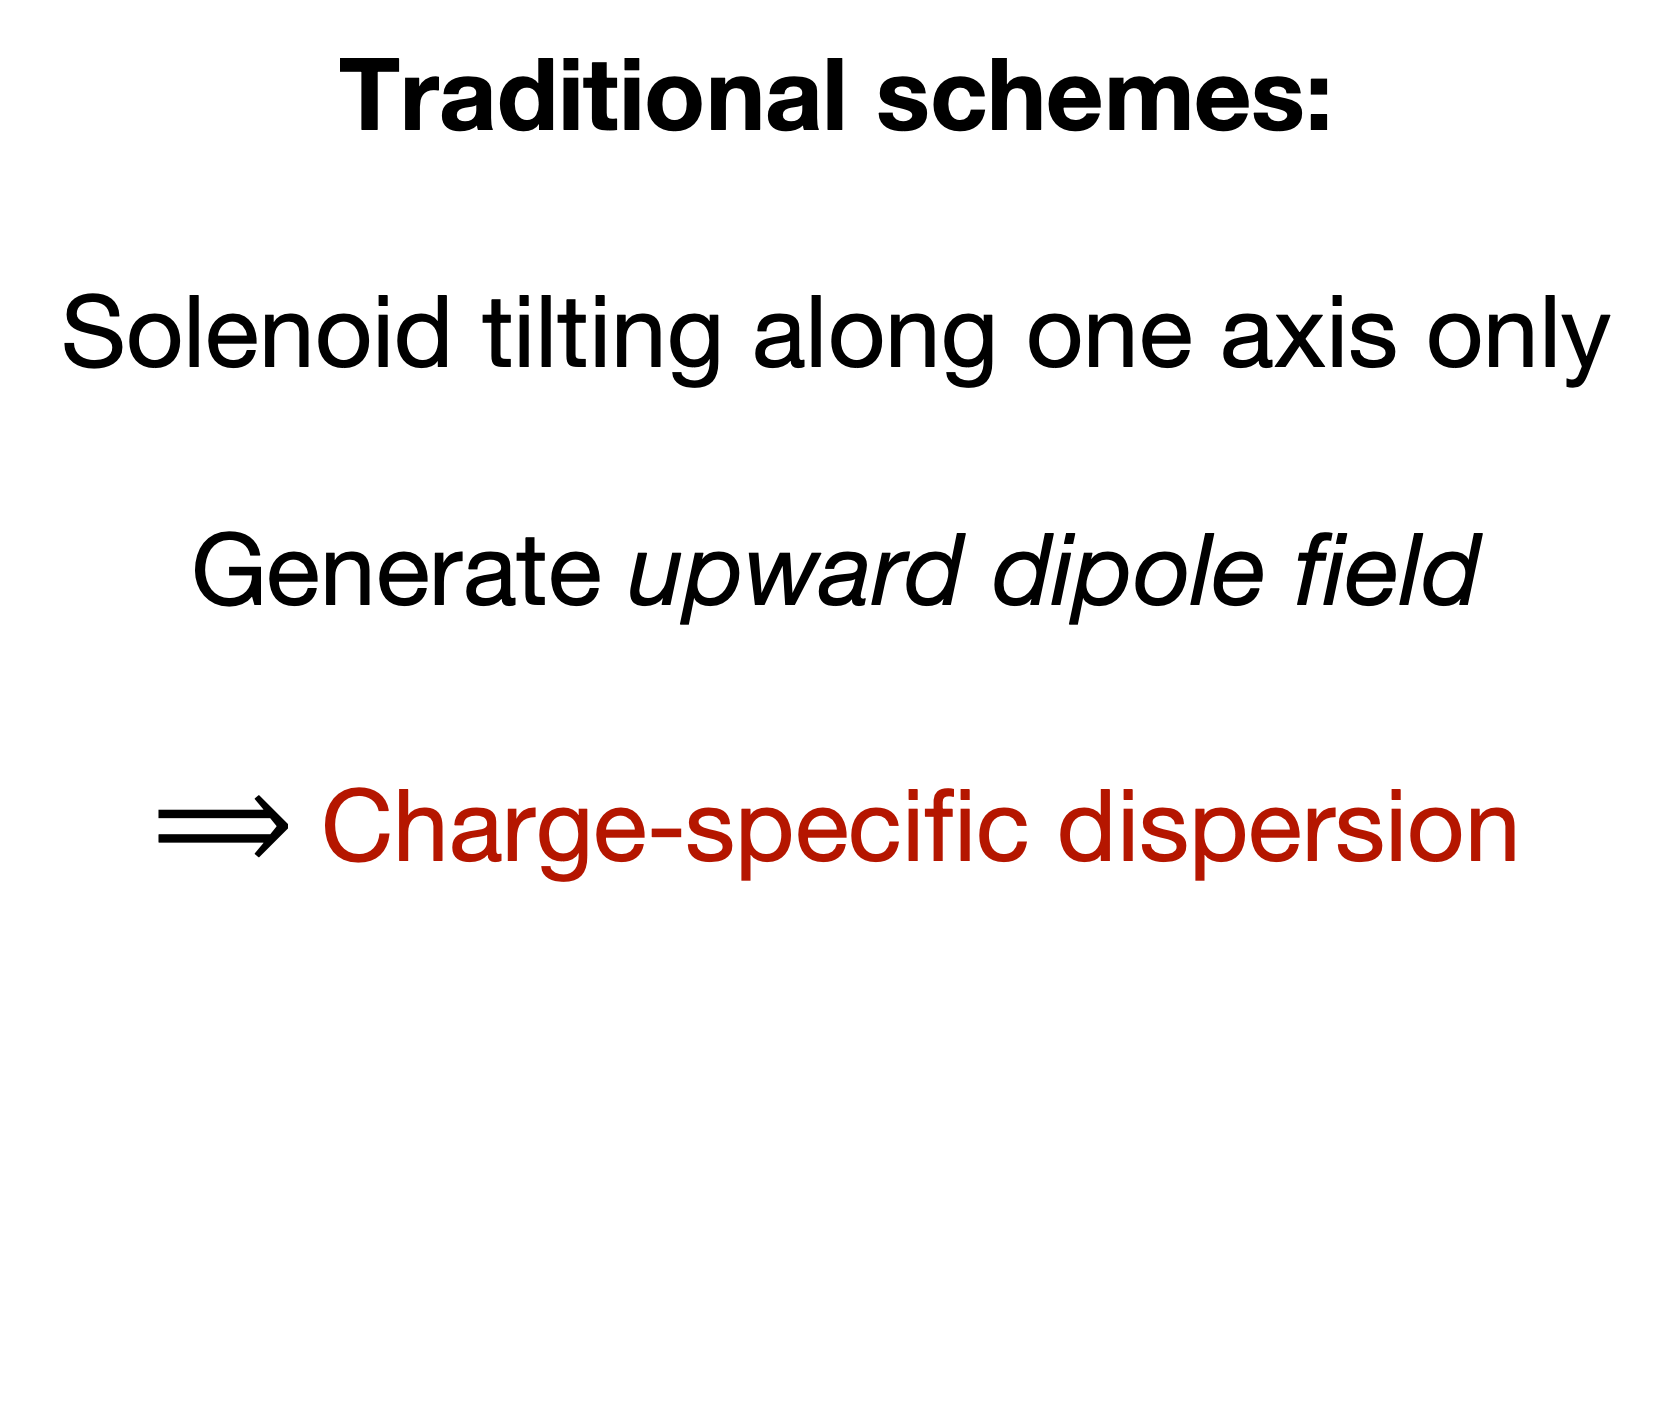 Traditional schemes:
Solenoid tilting along one axis only
Generate upward dipole field
⟹ Charge-specific dispersion